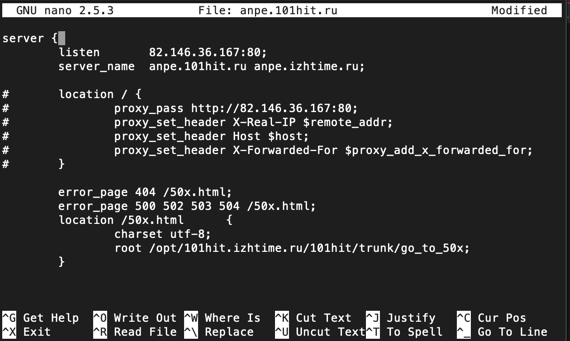 GNU nano 2.5.3 File: anpe.101hit.ru Modified
server {
listen 82.146.36.167:80;
server_name anpe.101hit.ru anpe.izhtime.ru;
# location / {
# proxy_pass http://82.146.36.167:80;
# proxy_set_header X-Real-IP $remote_addr;
# proxy_set_header Host $host;
# proxy_set_header X-Forwarded-For $proxy_add_x_forwarded_for;
# }
error_page 404 /50x.html;
error_page 500 502 503 504 /50x.html;
location /50x.html {
charset utf-8;
root /opt/101hit.izhtime.ru/101hit/trunk/go_to_50x;
}
^G Get Help ^O Write Out ^W Where Is ^K Cut Text ^J Justify ^C Cur Pos
^X Exit ^R Read File ^\ Replace ^U Uncut Text ^T To Spell ^_ Go To Line